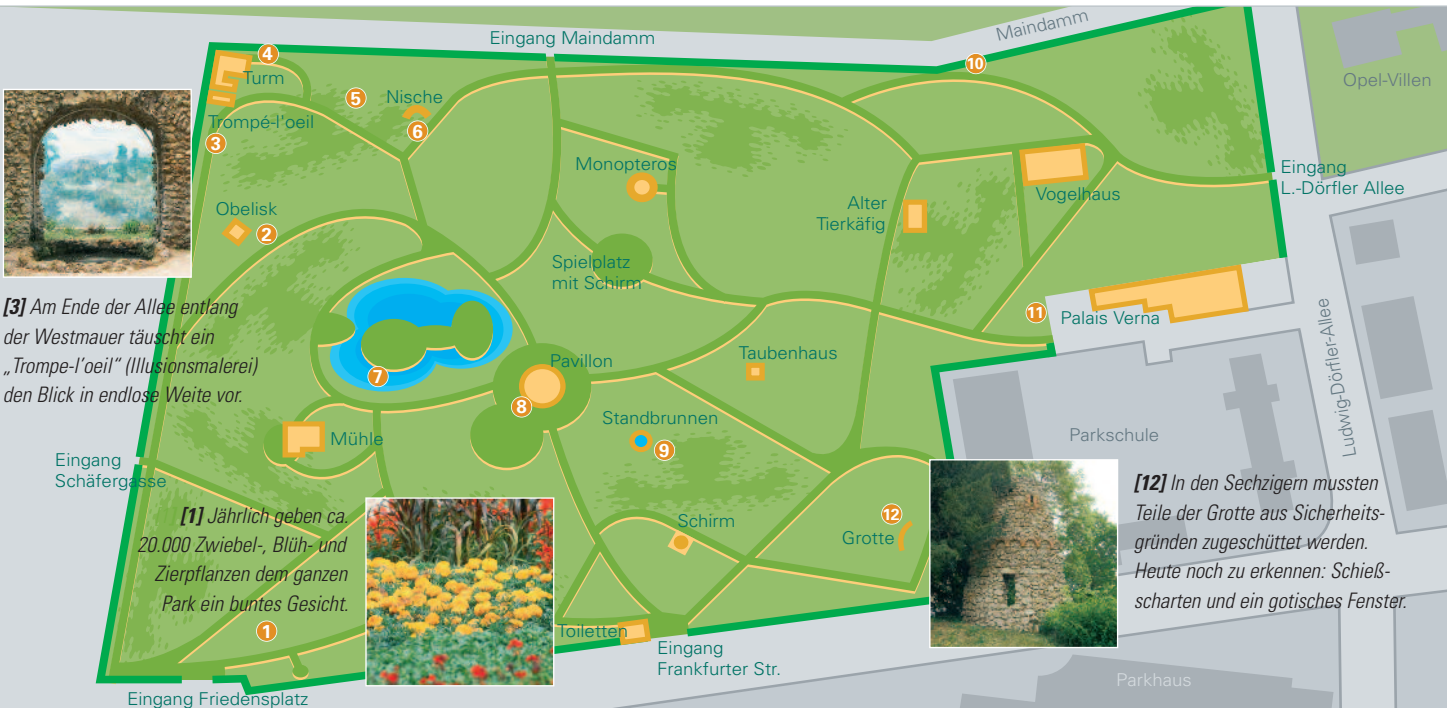 Eingang Maindamm
Maindamm
4
Turm
10
Opel-Villen
5
Nische
Trompé-l'oeil
6
3
Monopteros
Eingang
L.-Dörfler Allee
Vogelhaus
Alter
Tierkäfig
Obelisk
2
Spielplatz
mit Schirm
[3] Am Ende der Allee entlang
der Westmauer täuscht ein
„Trompe-l'oeil“ (Illusionsmalerei)
den Blick in endlose Weite vor.
11
Palais Verna
Ludwig-Dörfler-Allee
Taubenhaus
Pavillon
7
8
Standbrunnen
9
Mühle
Parkschule
Eingang
Schäfergasse
[1] Jährlich geben ca.
20.000 Zwiebel-, Blüh- und
Zierpflanzen dem ganzen
Park ein buntes Gesicht.
Schirm
12
Grotte
[12] In den Sechzigern mussten
Teile der Grotte aus Sicherheits-
gründen zugeschüttet werden.
Heute noch zu erkennen: Schieß-
scharten und ein gotisches Fenster.
1
Toiletten
Eingang
Frankfurter Str.
Parkhaus
Eingang Friedensplatz